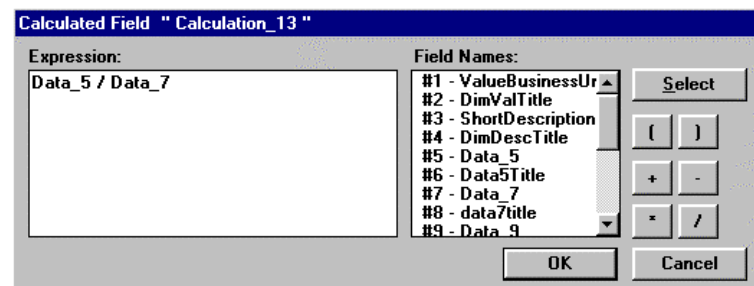 Calculated Field " Calculation_13 "
Expression:
Data_5 / Data_7
Field Names:
#1 - ValueBusinessUr
#2 - DimValTitle
#3 - ShortDescription
#4 - DimDescTitle
#5 - Data_5
#6 - Data5Title
#7 - Data_7
#8 - data7title
#9 - Data_9
Select
( )
+ -
* /
OK Cancel